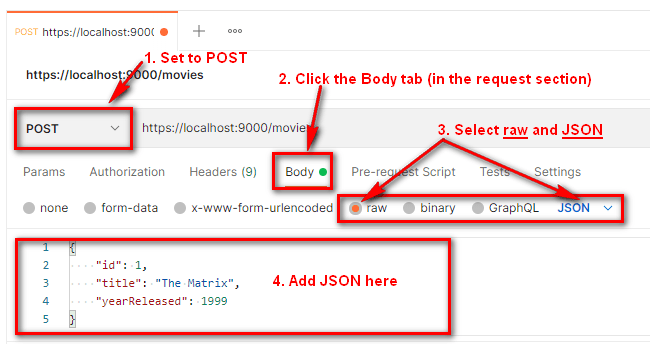 POST https://localhost:9000
1. Set to POST
https://localhost:9000/movies
2. Click the Body tab (in the request section)
POST https://localhost:9000/movie
3. Select raw and JSON
Params Authorization Headers (9) Body Pre-request Script Tests Settings
none form-data x-www-form-urlencoded raw binary GraphQL JSON
1 {
2 "id": 1,
3 "title": "The Matrix",
4 "yearReleased": 1999
5 }
4. Add JSON here